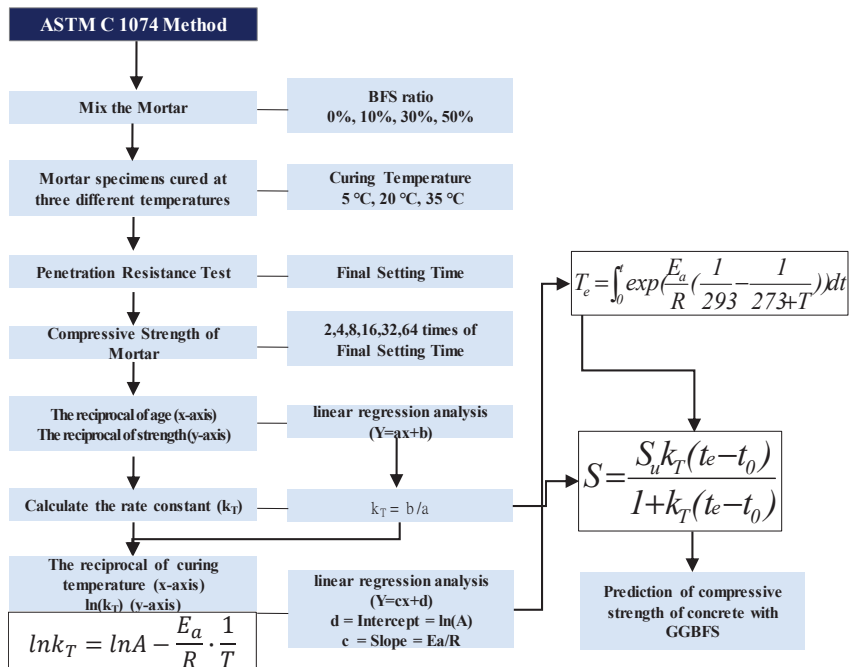 ASTM C 1074 Method
Mix the Mortar
BFS ratio
0%, 10%, 30%, 50%
Mortar specimens cured at
three different temperatures
Curing Temperature
5 °C, 20 °C, 35 °C
Penetration Resistance Test
Final Setting Time
Compressive Strength of
Mortar
2,4,8,16,32,64 times of
Final Setting Time
The reciprocal of age (x-axis)
The reciprocal of strength(y-axis)
linear regression analysis
(Y=ax+b)
Calculate the rate constant (k_T)
k_T = b/a
The reciprocal of curing
temperature (x-axis)
ln(k_T) (y-axis)
lnk_T = lnA − E_a/R · 1/T
linear regression analysis
(Y=cx+d)
d = Intercept = ln(A)
c = Slope = Ea/R
T_e = ∫_0^t exp(E_a/R (1/293 − 1/(273+T)))dt
S = S_u k_T(te−t_0) / 1+k_T(te−t_0)
Prediction of compressive
strength of concrete with
GGBFS